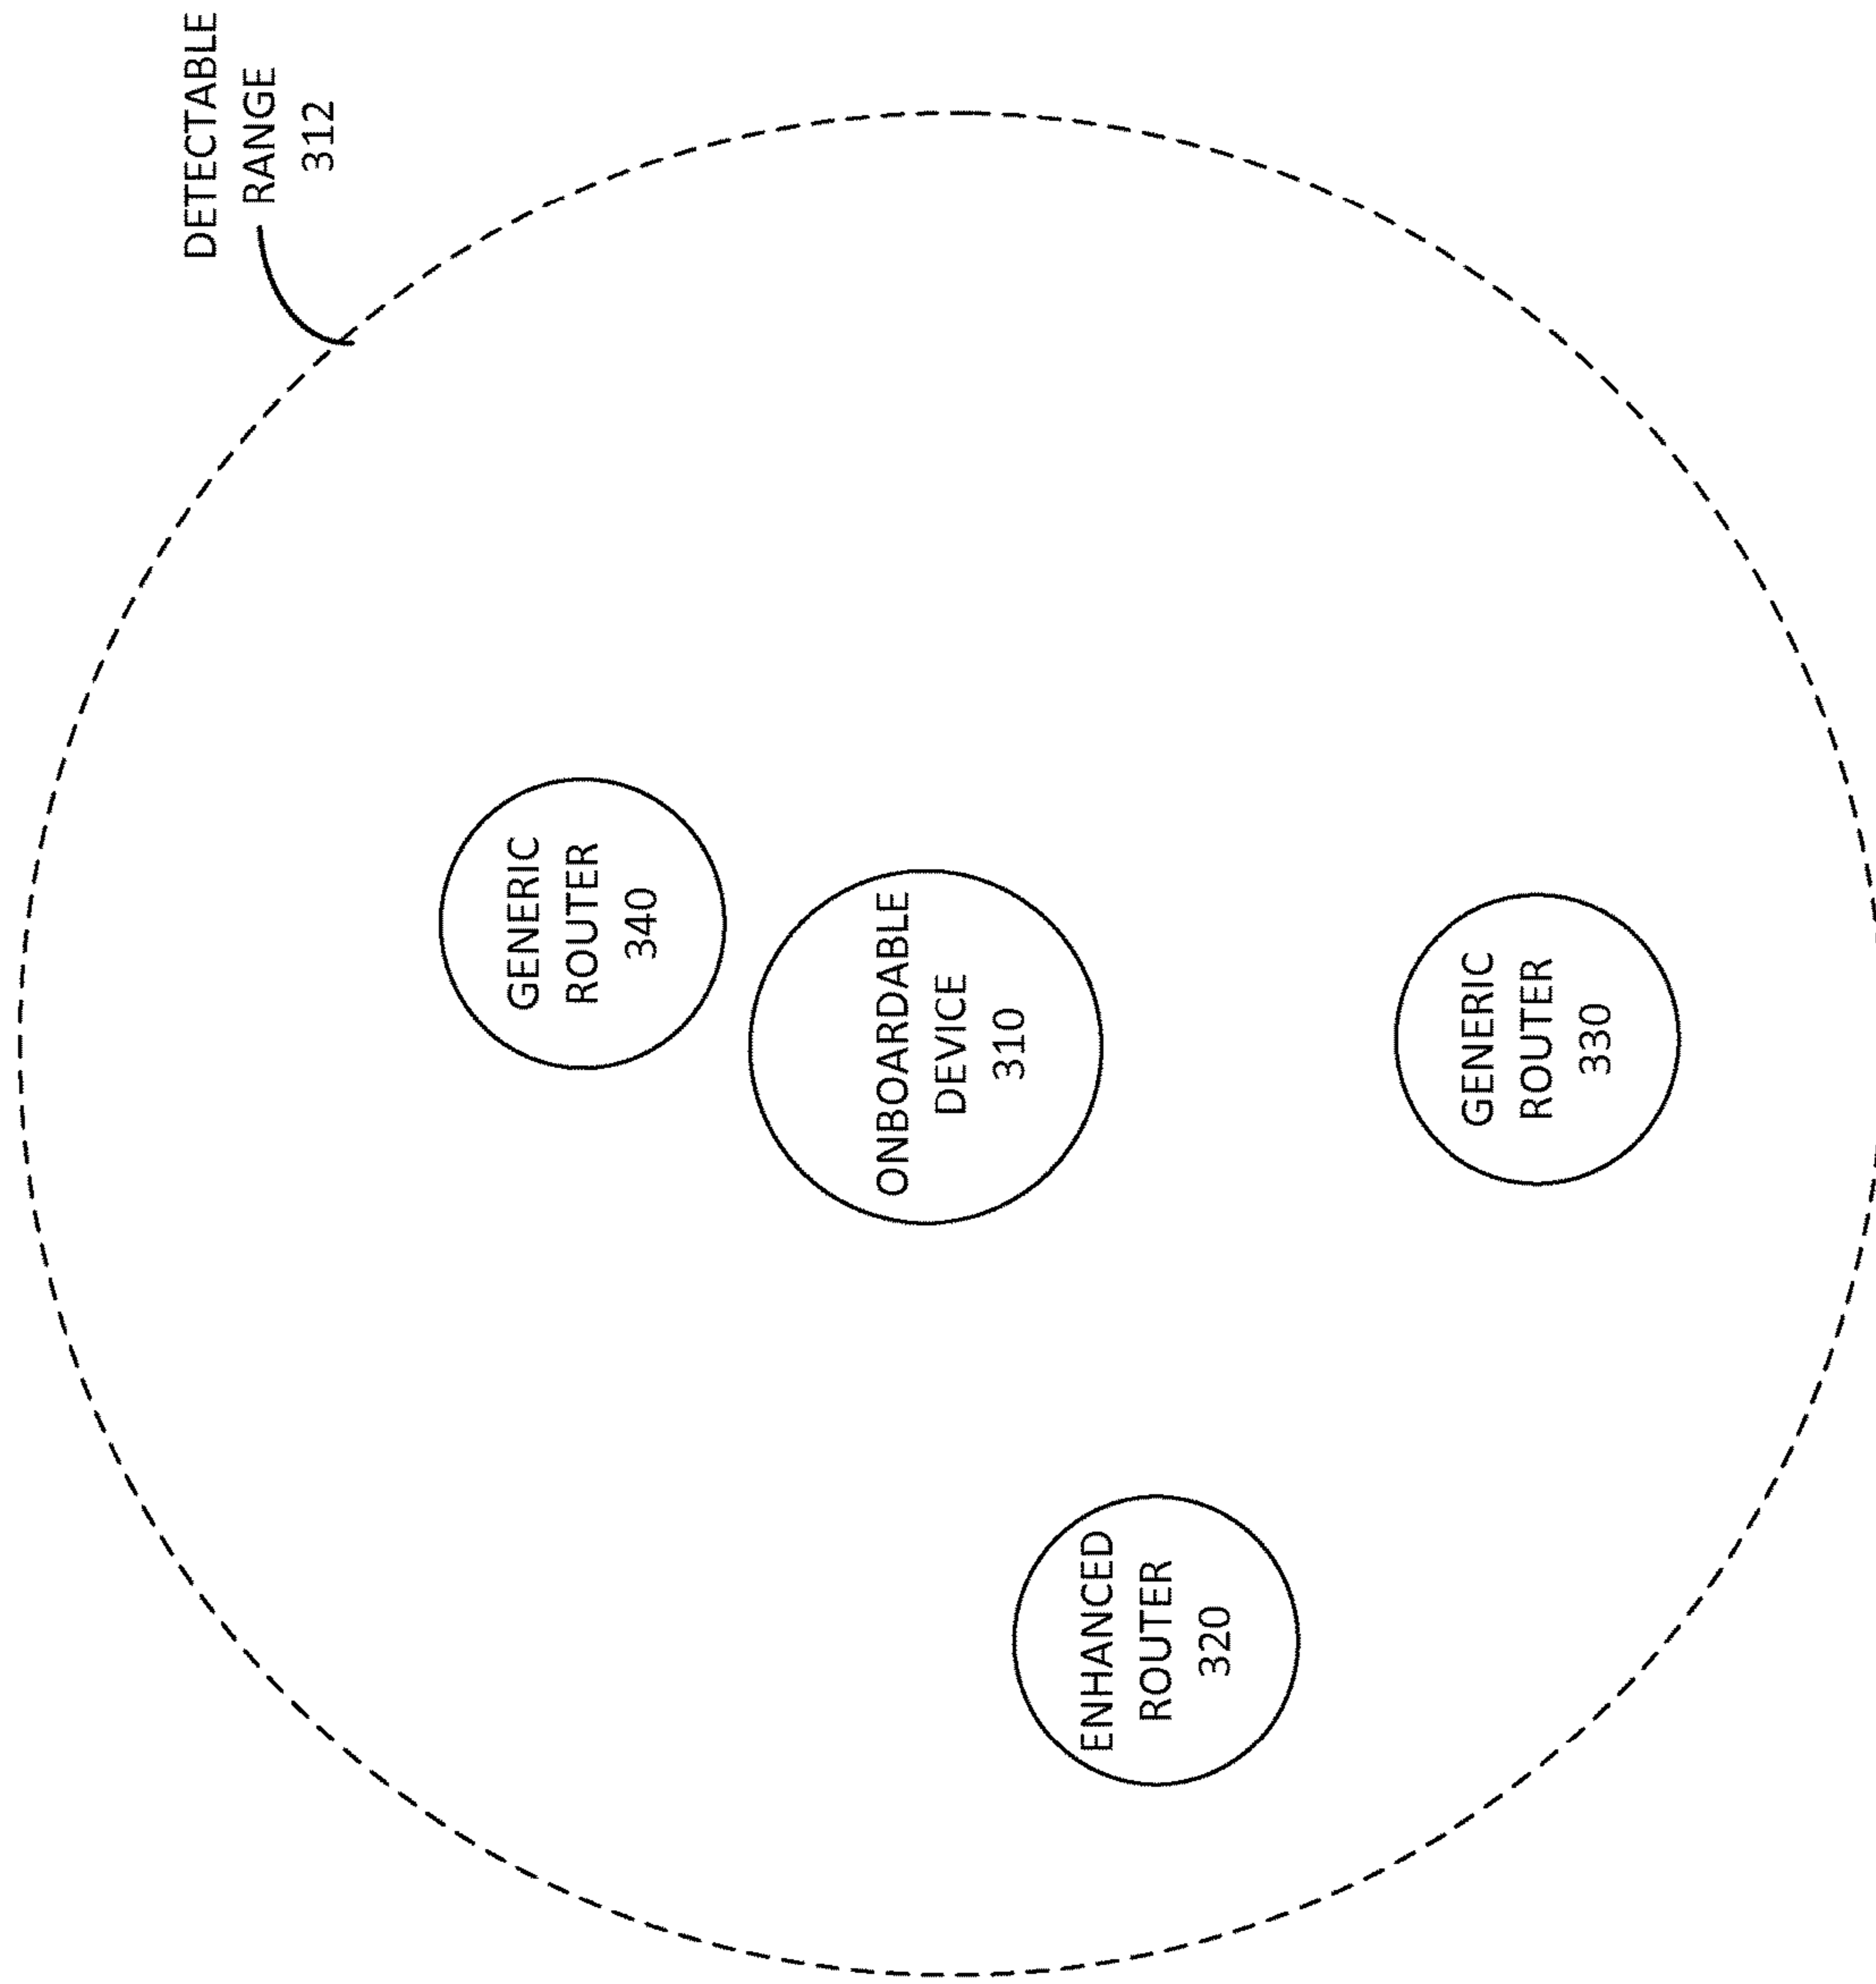 DETECTABLE
RANGE
312
GENERIC
ROUTER
340
ONBOARDABLE
DEVICE
310
ENHANCED
ROUTER
320
GENERIC
ROUTER
330